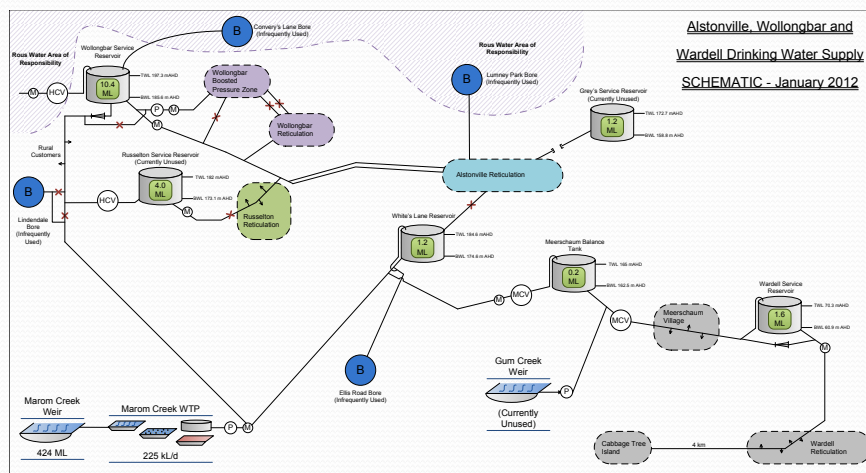 Alstonville, Wollongbar and
Wardell Drinking Water Supply
SCHEMATIC - January 2012
Rous Water Area of
Responsibility
Wollongbar Service
Reservoir
10.4
ML
TWL 197.3 mAHD
BWL 185.6 m AHD
M
HCV
B
Convery's Lane Bore
(Infrequently Used)
Rous Water Area of
Responsibility
B
Lumney Park Bore
(Infrequently Used)
Grey's Service Reservoir
(Currently Unused)
1.2
ML
TWL 172.7 mAHD
BWL 168.8 m AHD
Wollongbar
Boosted
Pressure Zone
P
M
M
Wollongbar
Reticulation
Rural
Customers
Russelton Service Reservoir
(Currently Unused)
4.0
ML
TWL 182 mAHD
BWL 173.1 m AHD
HCV
M
Russelton
Reticulation
B
Lindendale
Bore
(Infrequently
Used)
Alstonville Reticulation
White's Lane Reservoir
1.2
ML
TWL 184.6 mAHD
BWL 174.8 m AHD
Meerschaum Balance
Tank
0.2
ML
TWL 165 mAHD
BWL 162.5 m AHD
M
MCV
MCV
Meerschaum
Village
Wardell Service
Reservoir
1.6
ML
TWL 70.3 mAHD
BWL 60.9 m AHD
M
B
Ellis Road Bore
(Infrequently Used)
Gum Creek
Weir
P
(Currently
Unused)
Marom Creek
Weir
424 ML
Marom Creek WTP
225 kL/d
P
M
Cabbage Tree
Island
4 km
Wardell
Reticulation